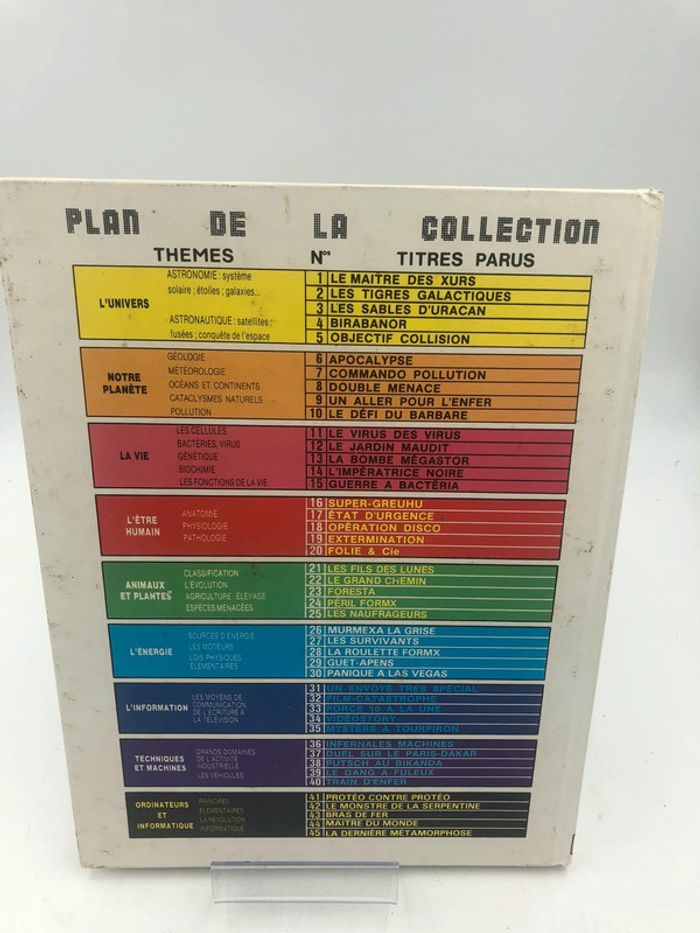 PLAN DE LA COLLECTION
THEMES Nos TITRES PARUS
L'UNIVERS
ASTRONOMIE : système
solaire ; étoiles ; galaxies...
ASTRONAUTIQUE : satellites ;
fusées ; conquête de l'espace
1 LE MAITRE DES XURS
2 LES TIGRES GALACTIQUES
3 LES SABLES D'URACAN
4 BIRABANOR
5 OBJECTIF COLLISION
NOTRE
PLANÈTE
GÉOLOGIE
MÉTÉOROLOGIE
OCÉANS ET CONTINENTS
CATACLYSMES NATURELS
POLLUTION
6 APOCALYPSE
7 COMMANDO POLLUTION
8 DOUBLE MENACE
9 UN ALLER POUR L'ENFER
10 LE DÉFI DU BARBARE
LA VIE
LES CELLULES
BACTÉRIES, VIRUS
GÉNÉTIQUE
BIOCHIMIE
LES FONCTIONS DE LA VIE
11 LE VIRUS DES VIRUS
12 LE JARDIN MAUDIT
13 LA BOMBE MÉGASTOR
14 L'IMPÉRATRICE NOIRE
15 GUERRE A BACTÉRIA
L'ÊTRE
HUMAIN
ANATOMIE
PHYSIOLOGIE
PATHOLOGIE
16 SUPER-GREUHU
17 ÉTAT D'URGENCE
18 OPÉRATION DISCO
19 EXTERMINATION
20 FOLIE & Cie
ANIMAUX
ET PLANTES
CLASSIFICATION
L'ÉVOLUTION
AGRICULTURE : ÉLEVAGE
ESPÈCES MENACÉES
21 LES FILS DES LUNES
22 LE GRAND CHEMIN
23 FORESTA
24 PÉRIL FORMX
25 LES NAUFRAGEURS
L'ÉNERGIE
SOURCES D'ÉNERGIE
LES MOTEURS
LOIS PHYSIQUES
ÉLÉMENTAIRES
26 MURMEXA LA GRISE
27 LES SURVIVANTS
28 LA ROULETTE FORMX
29 GUET-APENS
30 PANIQUE A LAS VEGAS
L'INFORMATION
LES MOYENS DE
COMMUNICATION
DE L'ÉCRITURE A
LA TÉLÉVISION
31 UN ENVOYÉ TRES SPECIAL
32 FILM-CATASTROPHE
33 FORCE 10 A LA UNE
34 VIDÉOSTORY
35 MYSTÈRE A TOURPIRON
TECHNIQUES
ET MACHINES
GRANDS DOMAINES
DE L'ACTIVITÉ
INDUSTRIELLE
LES VÉHICULES
36 INFERNALES MACHINES
37 DUEL SUR LE PARIS-DAKAR
38 PUTSCH AU BIKANDA
39 LE GANG A FULEUX
40 TRAIN D'ENFER
ORDINATEURS
ET
INFORMATIQUE
PRINCIPES
ÉLÉMENTAIRES
LA RÉVOLUTION
INFORMATIQUE
41 PROTÉO CONTRE PROTÉO
42 LE MONSTRE DE LA SERPENTINE
43 BRAS DE FER
44 MAITRE DU MONDE
45 LA DERNIÈRE MÉTAMORPHOSE